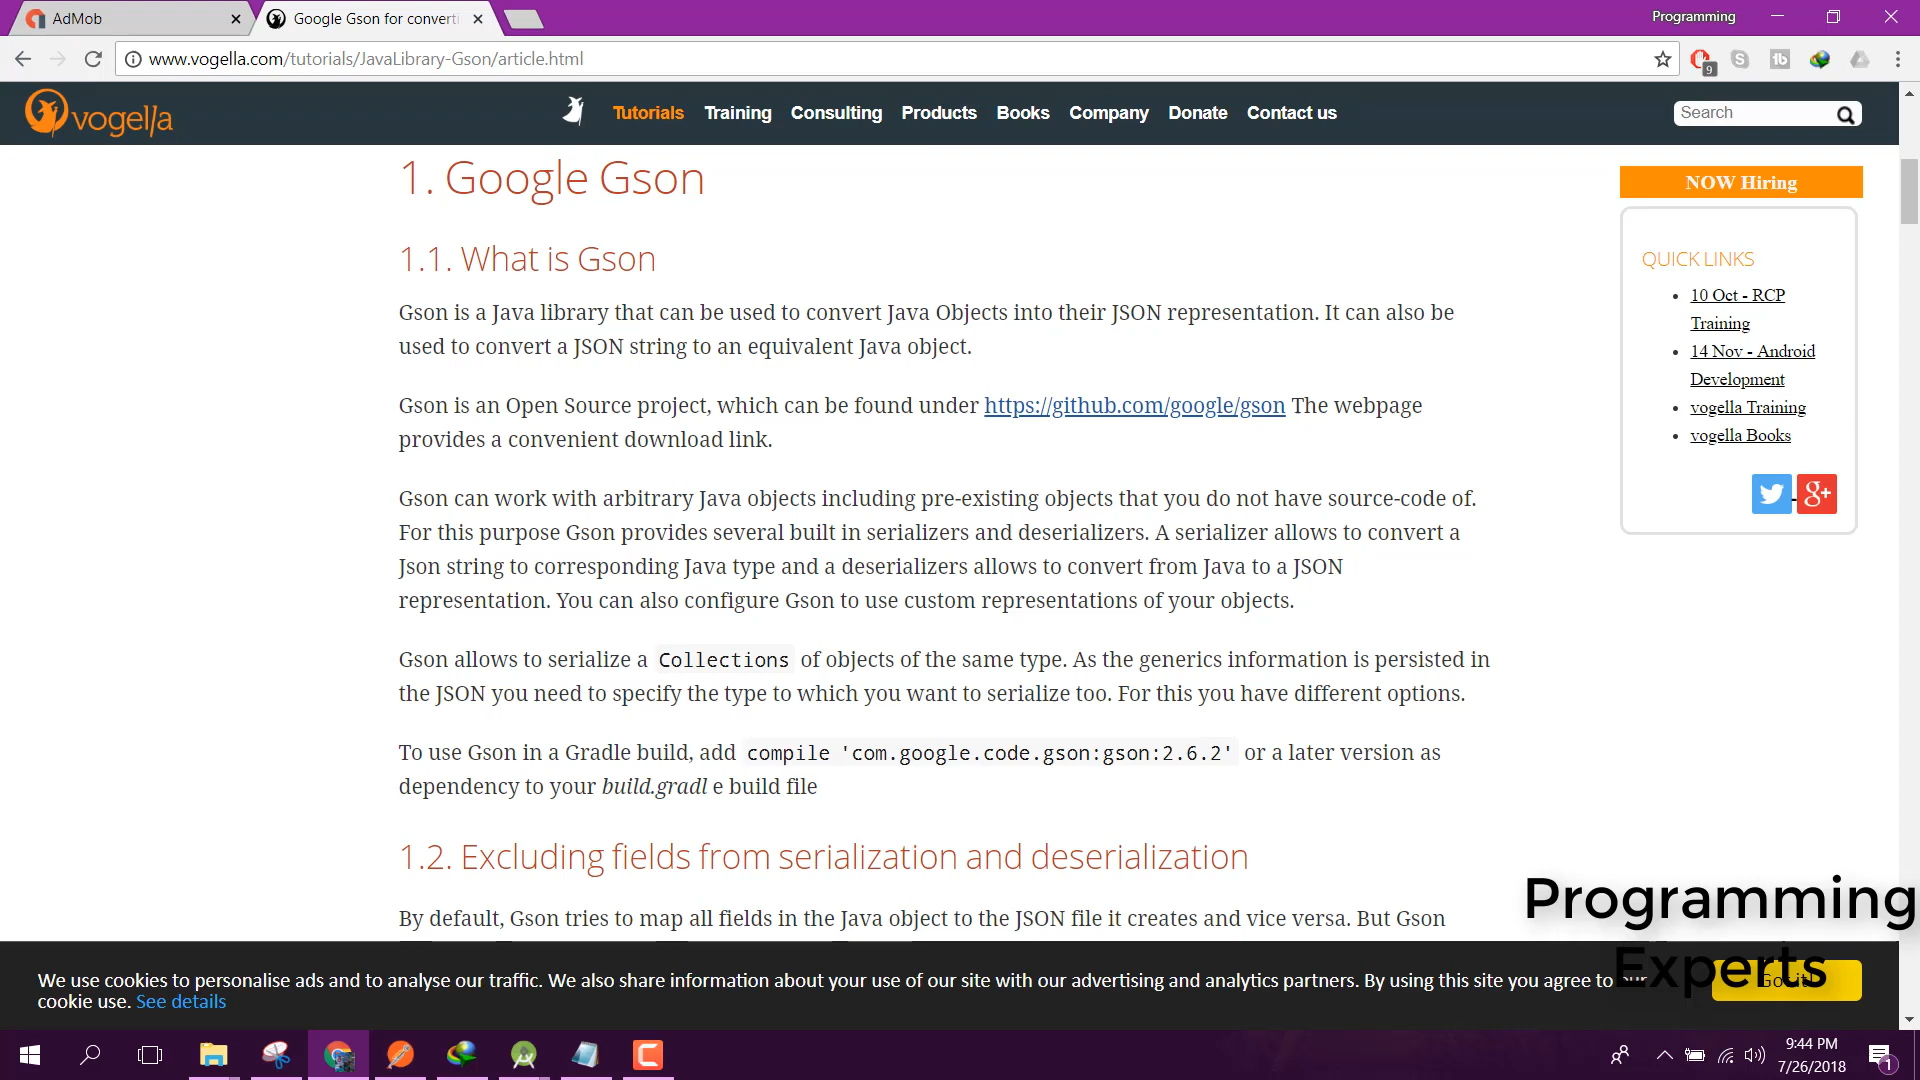 AdMob
Google Gson for converti
Programming
www.vogella.com/tutorials/JavaLibrary-Gson/article.html
9
vogella
Tutorials Training Consulting Products Books Company Donate Contact us
Search
1. Google Gson
NOW Hiring
1.1. What is Gson
QUICK LINKS
10 Oct - RCP
Training
14 Nov - Android
Development
vogella Training
vogella Books
Gson is a Java library that can be used to convert Java Objects into their JSON representation. It can also be
used to convert a JSON string to an equivalent Java object.
Gson is an Open Source project, which can be found under https://github.com/google/gson The webpage
provides a convenient download link.
Gson can work with arbitrary Java objects including pre-existing objects that you do not have source-code of.
For this purpose Gson provides several built in serializers and deserializers. A serializer allows to convert a
Json string to corresponding Java type and a deserializers allows to convert from Java to a JSON
representation. You can also configure Gson to use custom representations of your objects.
Gson allows to serialize a Collections of objects of the same type. As the generics information is persisted in
the JSON you need to specify the type to which you want to serialize too. For this you have different options.
To use Gson in a Gradle build, add compile 'com.google.code.gson:gson:2.6.2' or a later version as
dependency to your build.gradl e build file
1.2. Excluding fields from serialization and deserialization
By default, Gson tries to map all fields in the Java object to the JSON file it creates and vice versa. But Gson
Programming
Experts
We use cookies to personalise ads and to analyse our traffic. We also share information about your use of our site with our advertising and analytics partners. By using this site you agree to our
cookie use. See details
9:44 PM
7/26/2018
1